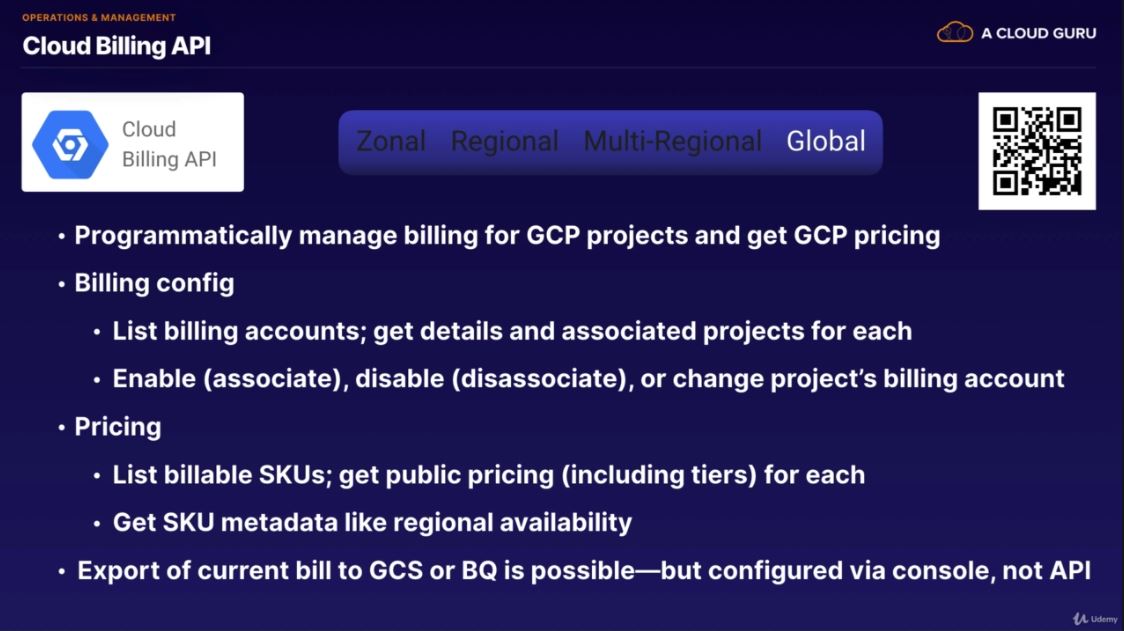 OPERATIONS & MANAGEMENT
Cloud Billing API
A CLOUD GURU
Cloud
Billing API
Zonal Regional Multi-Regional Global
• Programmatically manage billing for GCP projects and get GCP pricing
• Billing config
• List billing accounts; get details and associated projects for each
• Enable (associate), disable (disassociate), or change project’s billing account
• Pricing
• List billable SKUs; get public pricing (including tiers) for each
• Get SKU metadata like regional availability
• Export of current bill to GCS or BQ is possible—but configured via console, not API
Udemy